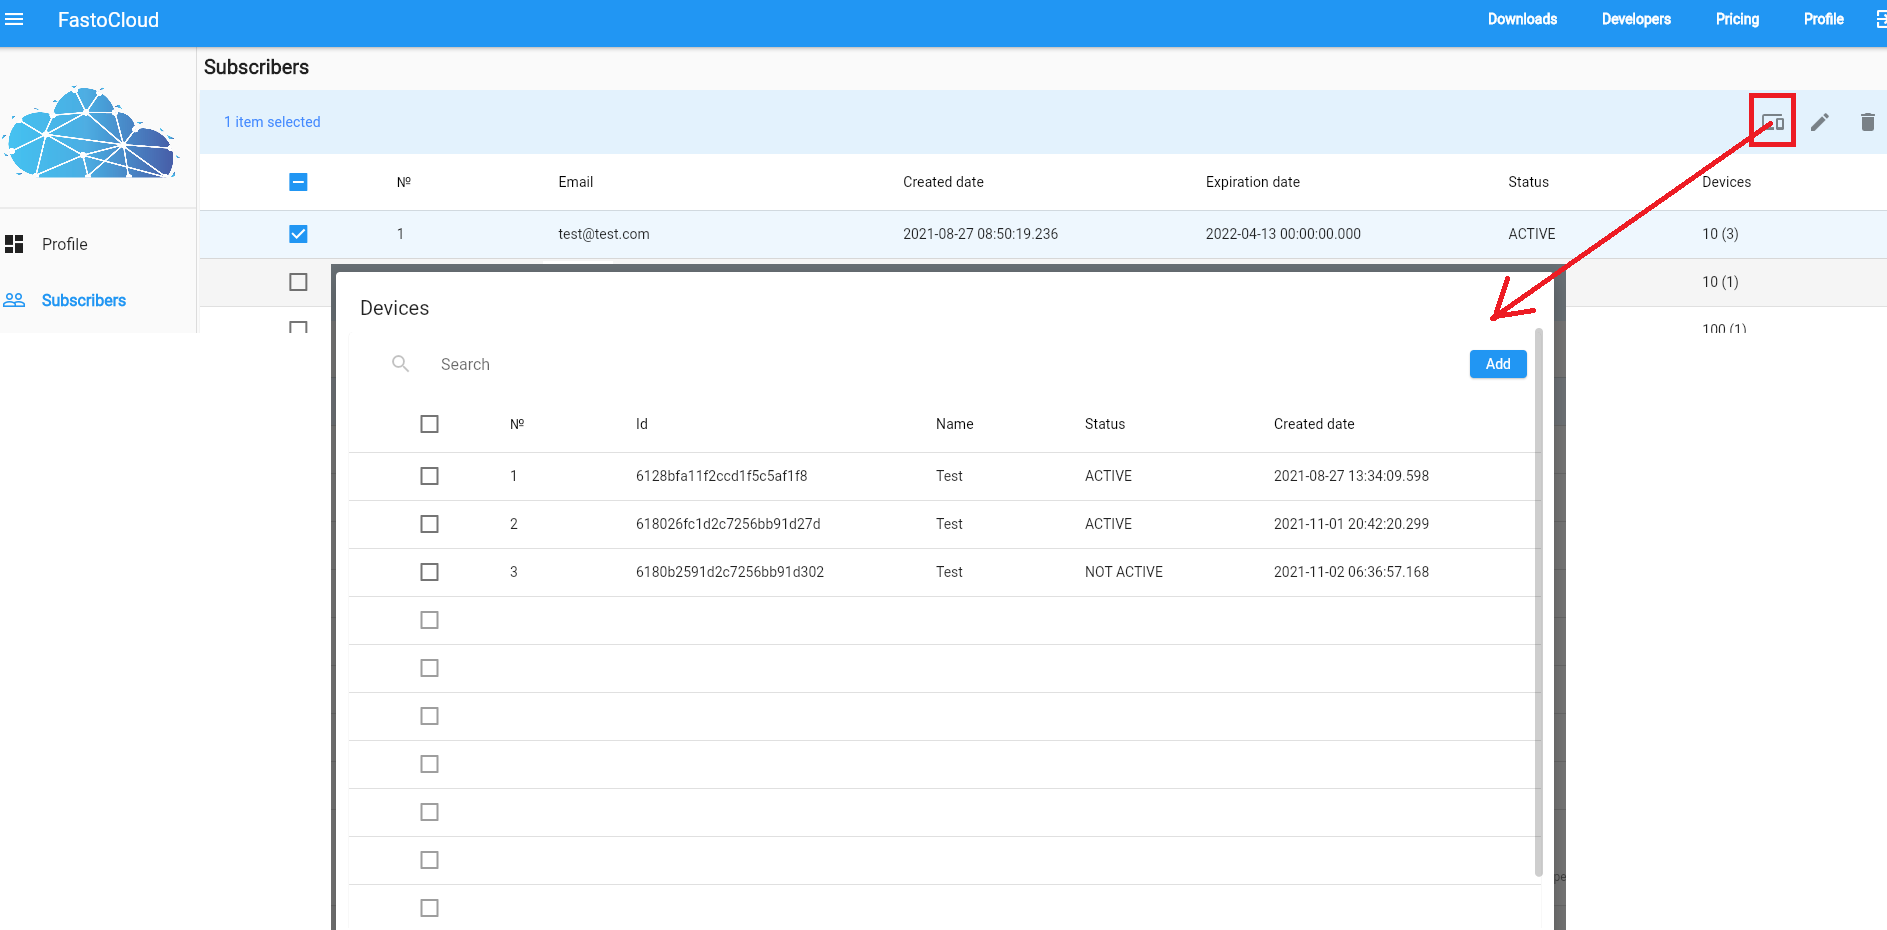 FastoCloud Downloads Developers Pricing Profile
Subscribers
1 item selected
№ Email Created date Expiration date Status Devices
1 test@test.com 2021-08-27 08:50:19.236 2022-04-13 00:00:00.000 ACTIVE 10 (3)
Profile
10 (1)
Subscribers
100 (1)
Devices
Search Add
№ Id Name Status Created date
1 6128bfa11f2ccd1f5c5af1f8 Test ACTIVE 2021-08-27 13:34:09.598
2 618026fc1d2c7256bb91d27d Test ACTIVE 2021-11-01 20:42:20.299
3 6180b2591d2c7256bb91d302 Test NOT ACTIVE 2021-11-02 06:36:57.168